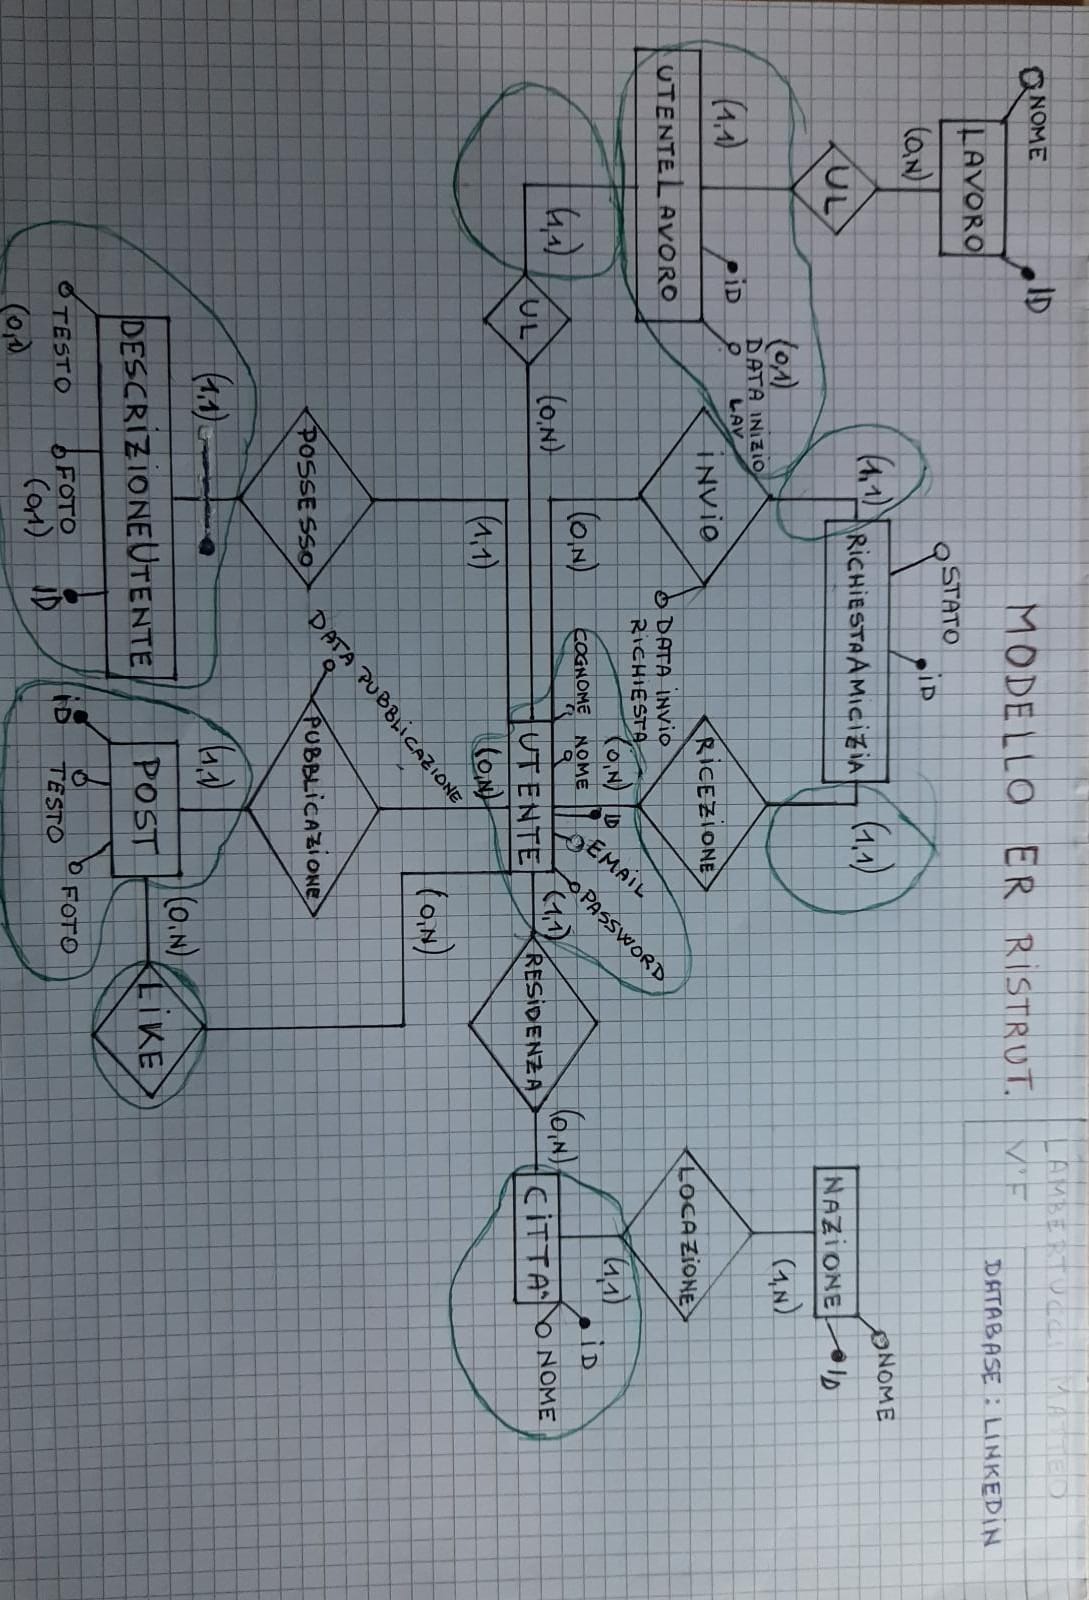 MODELLO ER RISTRUT.
LAMBERTUCCI MATTEO
V°F
DATABASE : LINKEDIN
NOME
ID
LAVORO
(0,N)
UL
(1,1)
UTENTELAVORO
iD
(0,1)
DATA INIZIO
LAV
(1,1)
UL
(0,N)
STATO
iD
RiCHIESTAAMiCiZiA
(1,1)
(1,1)
iNVIO
(0,N)
DATA INVIO
RiCHIESTA
RiCEZIONE
(0,N)
COGNOME
NOME
ID
EMAIL
PASSWORD
UTENTE
(1,1)
RESIDENZA
(0,N)
CiTTA'
iD
NOME
(1,1)
LOCAZIONE
(1,N)
NAZIONE
NOME
ID
(1,1)
POSSESSO
(1,1)
DESCRiZIONEUTENTE
TESTO
(0,1)
FOTO
(0,1)
ID
(0,N)
DATA PUBBLiCAZIONE
PUBBLICAZIONE
(1,1)
POST
iD
TESTO
FOTO
(0,N)
LiKE
(0,N)